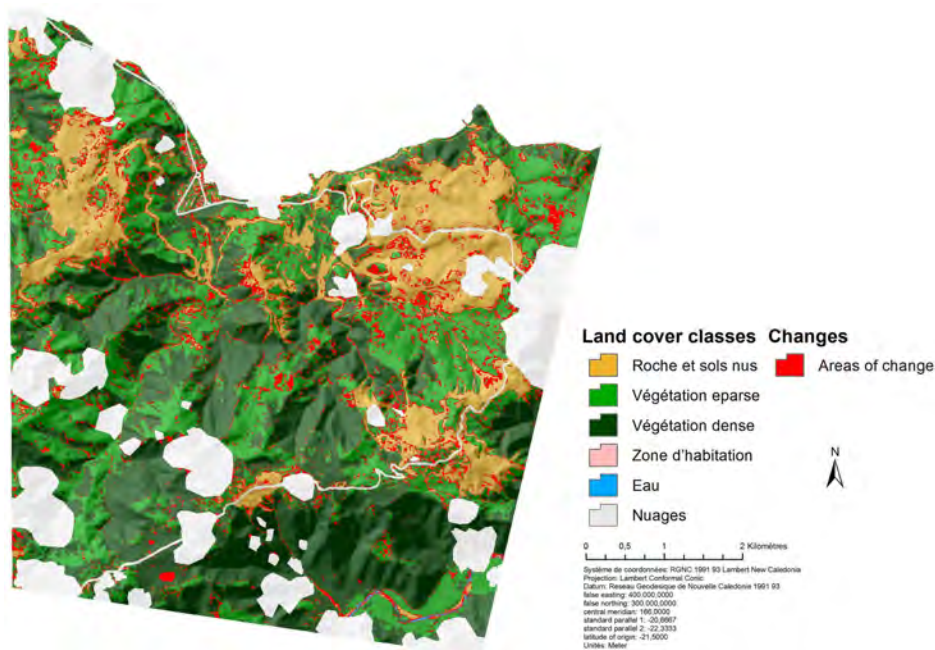 Land cover classes Changes
Roche et sols nus Areas of change
Végétation eparse
Végétation dense
Zone d'habitation
Eau
Nuages
N
0 0,5 1 2 Kilomètres
Système de coordonnées: RGNC 1991 93 Lambert New Caledonia
Projection: Lambert Conformal Conic
Datum: Reseau Geodesique de Nouvelle Caledonie 1991 93
false easting: 400.000,0000
false northing: 300.000,0000
central meridian: 166,0000
standard parallel 1: -20,6667
standard parallel 2: -22,3333
latitude of origin: -21,5000
Unités: Meter